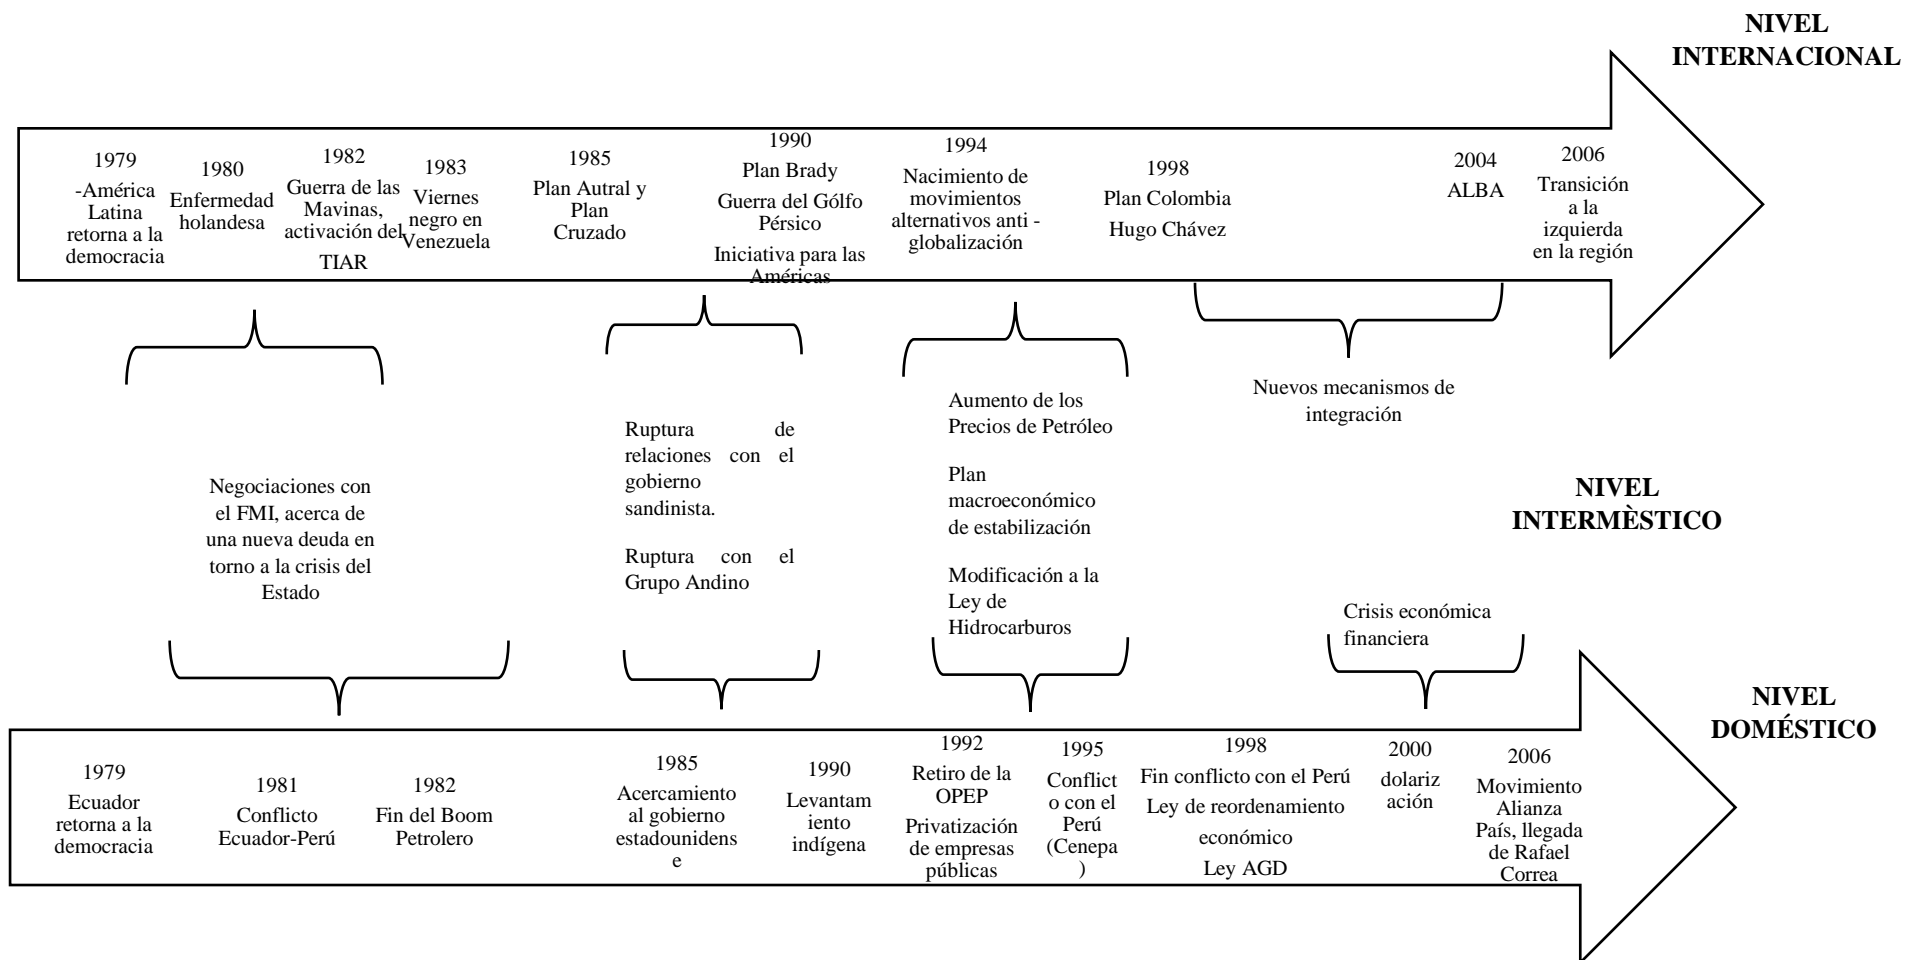 NIVEL
INTERNACIONAL
1979
-América
Latina
retorna a la
democracia
1980
Enfermedad
holandesa
1982
Guerra de las
Mavinas,
activación del
TIAR
1983
Viernes
negro en
Venezuela
1985
Plan Autral y
Plan
Cruzado
1990
Plan Brady
Guerra del Gólfo
Pérsico
Iniciativa para las
Américas
1994
Nacimiento de
movimientos
alternativos anti -
globalización
1998
Plan Colombia
Hugo Chávez
2004
ALBA
2006
Transición
a la
izquierda
en la región
Negociaciones con
el FMI, acerca de
una nueva deuda en
torno a la crisis del
Estado
Ruptura de
relaciones con el
gobierno
sandinista.
Ruptura con el
Grupo Andino
Aumento de los
Precios de Petróleo
Plan
macroeconómico
de estabilización
Modificación a la
Ley de
Hidrocarburos
Nuevos mecanismos de
integración
NIVEL
INTERMÈSTICO
Crisis económica
financiera
NIVEL
DOMÉSTICO
1979
Ecuador
retorna a la
democracia
1981
Conflicto
Ecuador-Perú
1982
Fin del Boom
Petrolero
1985
Acercamiento
al gobierno
estadounidens
e
1990
Levantam
iento
indígena
1992
Retiro de la
OPEP
Privatización
de empresas
públicas
1995
Conflict
o con el
Perú
(Cenepa
)
1998
Fin conflicto con el Perú
Ley de reordenamiento
económico
Ley AGD
2000
dolariz
ación
2006
Movimiento
Alianza
País, llegada
de Rafael
Correa